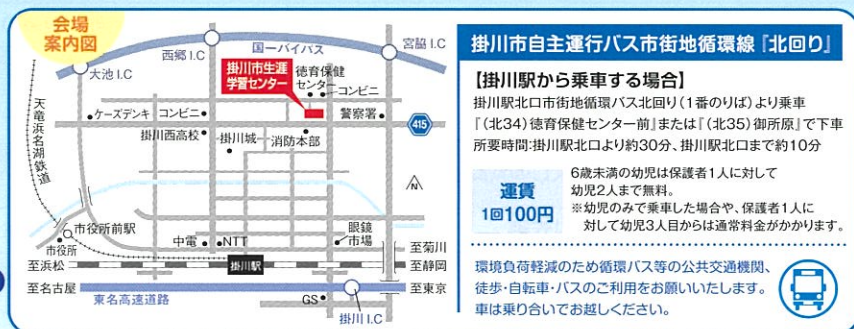 会場
案内図
西郷 I.C
国一バイパス
宮脇 I.C
大池 I.C
掛川市生涯
学習センター
徳育保健
センター
コンビニ
天竜浜名湖鉄道
ケーズデンキ
コンビニ
警察署
415
掛川西高校
掛川城
消防本部
N
市役所前駅
市役所
中電
NTT
眼鏡
市場
至菊川
至浜松
掛川駅
至静岡
至名古屋
東名高速道路
至東京
GS
掛川 I.C
掛川市自主運行バス市街地循環線『北回り』
【掛川駅から乗車する場合】
掛川駅北口市街地循環バス北回り(1番のりば)より乗車
『(北34)徳育保健センター前』または『(北35)御所原』で下車
所要時間:掛川駅北口より約30分、掛川駅北口まで約10分
運賃
1回100円
6歳未満の幼児は保護者1人に対して
幼児2人まで無料。
※幼児のみで乗車した場合や、保護者1人に
対して幼児3人目からは通常料金がかかります。
環境負荷軽減のため循環バス等の公共交通機関、
徒歩・自転車・バスのご利用をお願いいたします。
車は乗り合いでお越しください。